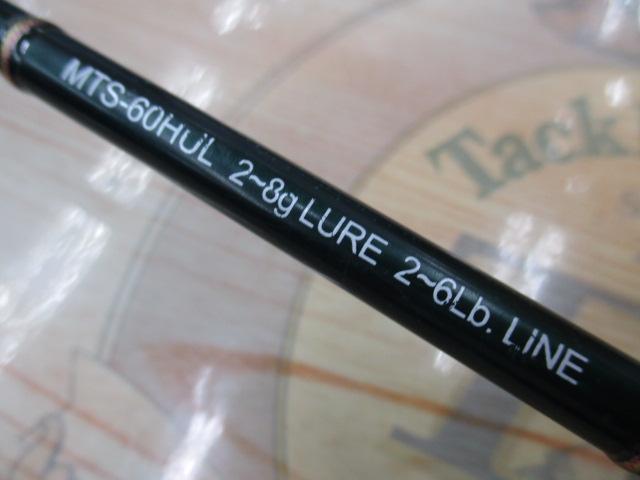 MTS-60HUL 2~8g LURE 2~6Lb. LiNE
Tack